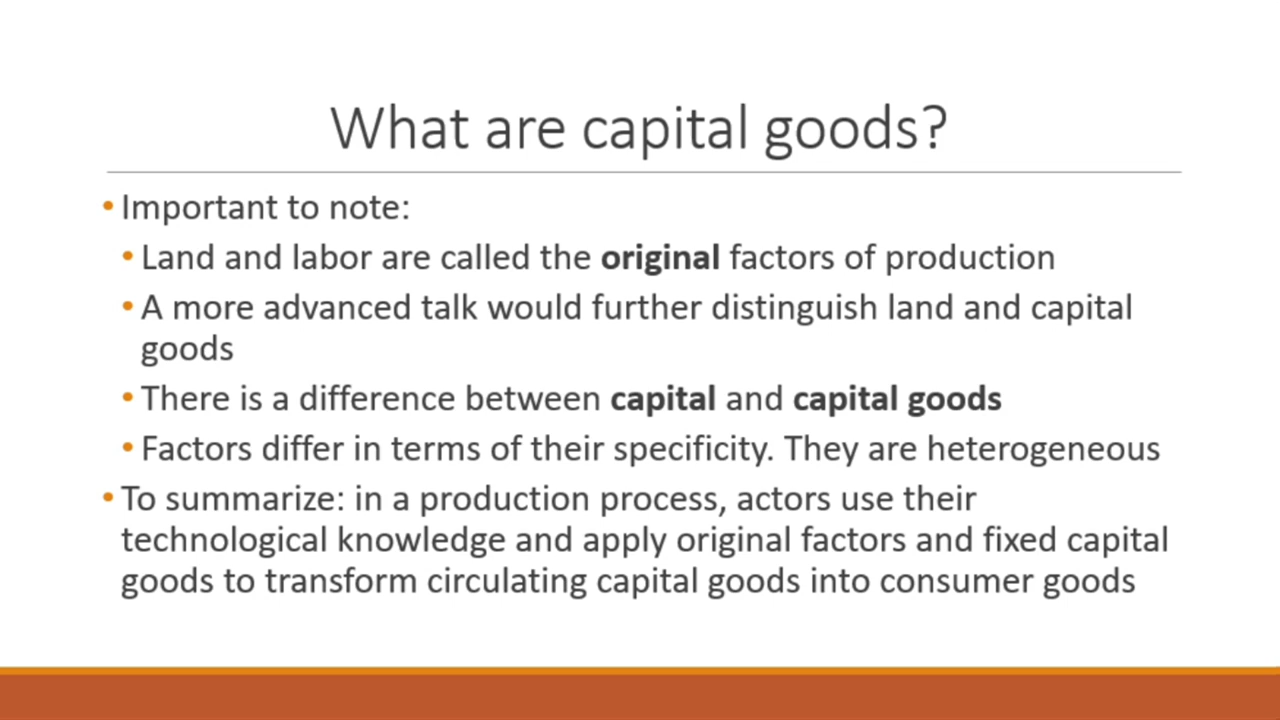 What are capital goods?
• Important to note:
• Land and labor are called the original factors of production
• A more advanced talk would further distinguish land and capital
goods
• There is a difference between capital and capital goods
• Factors differ in terms of their specificity. They are heterogeneous
• To summarize: in a production process, actors use their
technological knowledge and apply original factors and fixed capital
goods to transform circulating capital goods into consumer goods